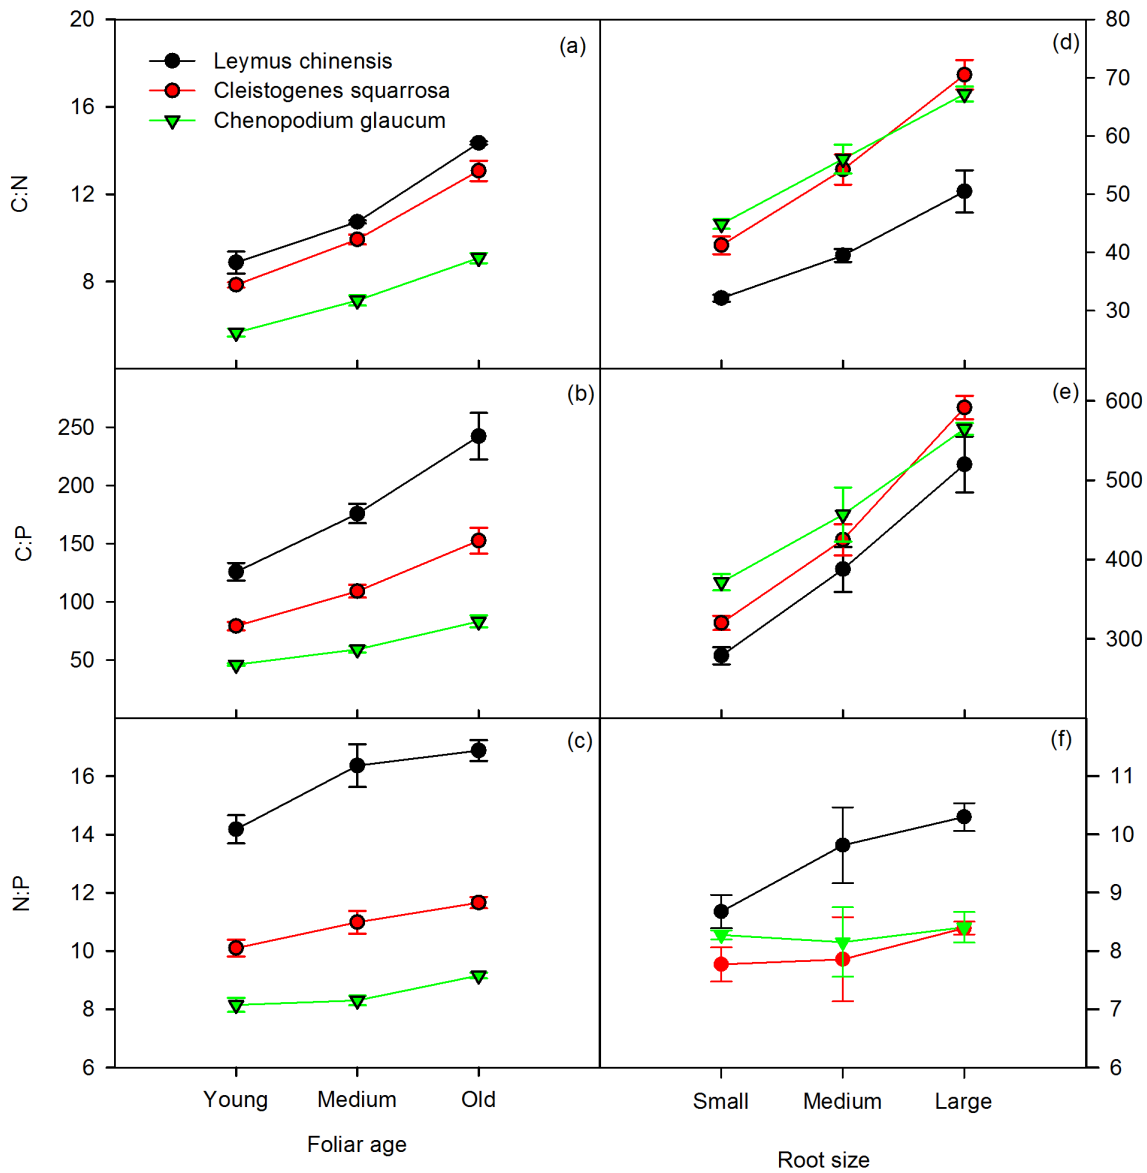 20
(a)
(d)
80
Leymus chinensis
Cleistogenes squarrosa
Chenopodium glaucum
70
16
60
C:N
12
50
40
8
30
(b)
(e)
600
250
200
500
C:P
150
400
100
50
300
(c)
(f)
16
11
14
10
N:P
12
9
10
8
8
7
6
6
Young Medium Old
Small Medium Large
Foliar age
Root size